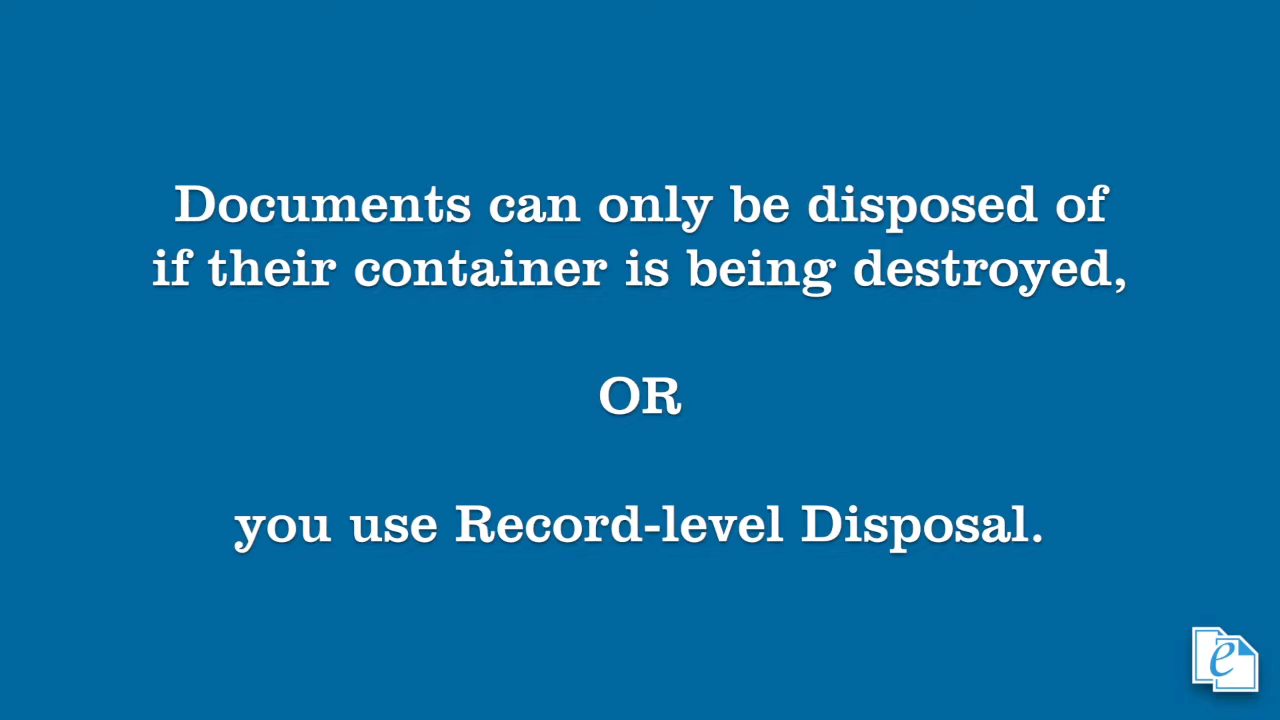 Documents can only be disposed of
if their container is being destroyed,
OR
you use Record-level Disposal.
e